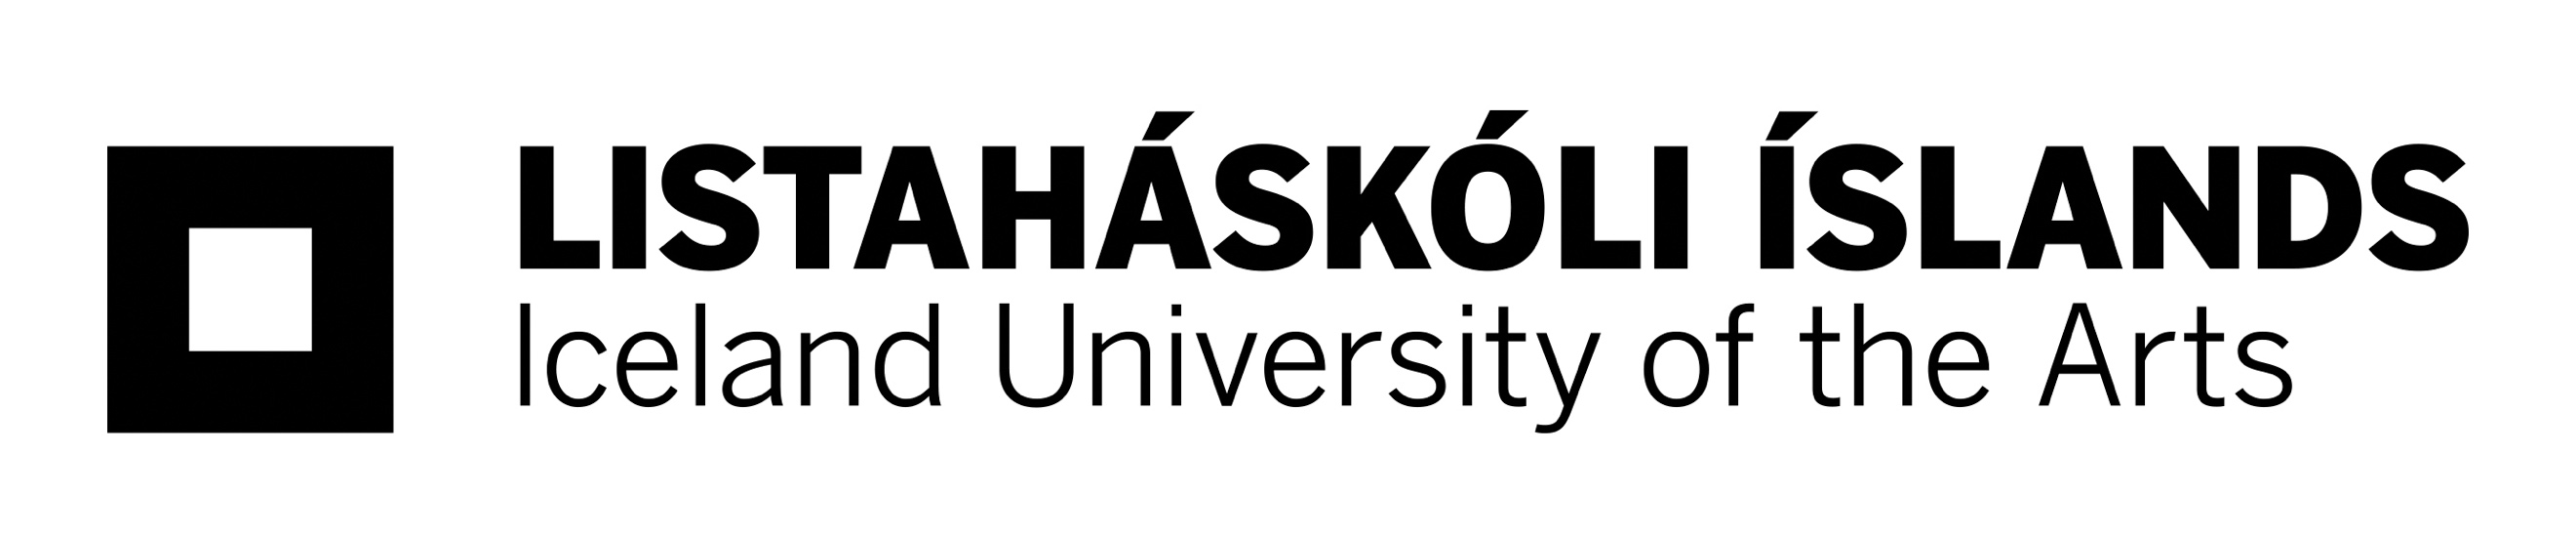 LISTAHÁSKÓLI ÍSLANDS
Iceland University of the Arts